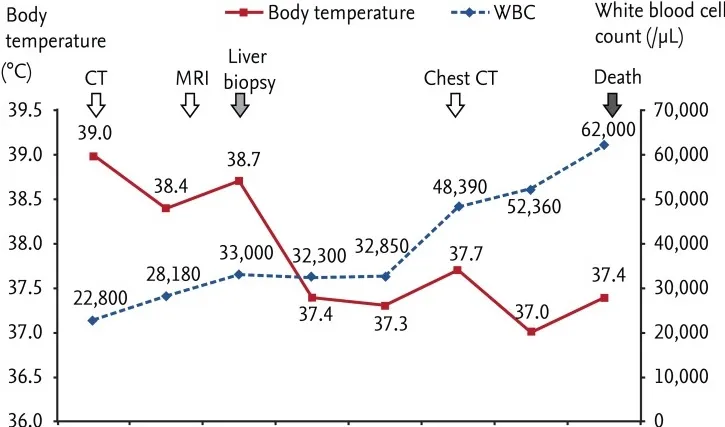 Body temperature
WBC
Body
temperature
(°C)
White blood cell
count (/µL)
CT
MRI
Liver
biopsy
Chest CT
Death
39.5
39.0
38.5
38.0
37.5
37.0
36.5
36.0
70,000
60,000
50,000
40,000
30,000
20,000
10,000
0
39.0
38.4
38.7
37.4
37.3
37.7
37.0
37.4
22,800
28,180
33,000
32,300
32,850
48,390
52,360
62,000